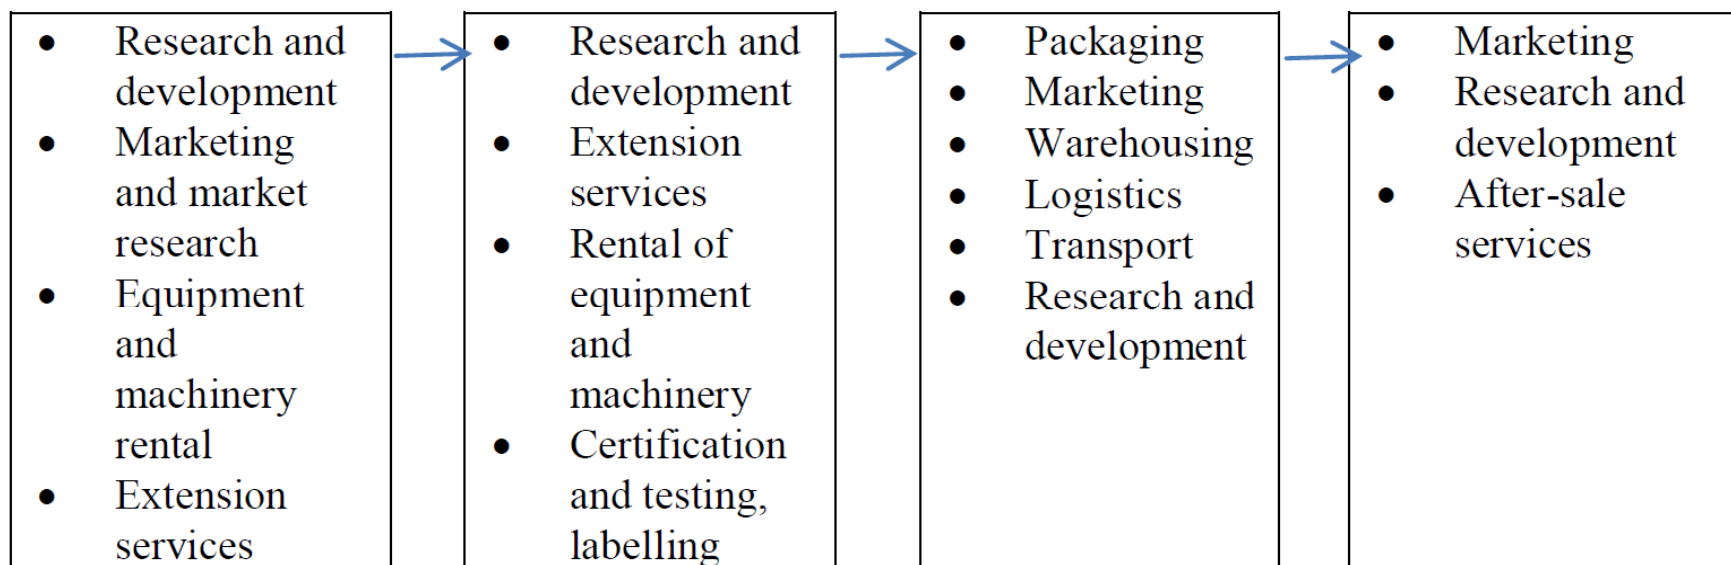 • Research and
development
• Marketing
and market
research
• Equipment
and
machinery
rental
• Extension
services
• Research and
development
• Extension
services
• Rental of
equipment
and
machinery
• Certification
and testing,
labelling
• Packaging
• Marketing
• Warehousing
• Logistics
• Transport
• Research and
development
• Marketing
• Research and
development
• After-sale
services